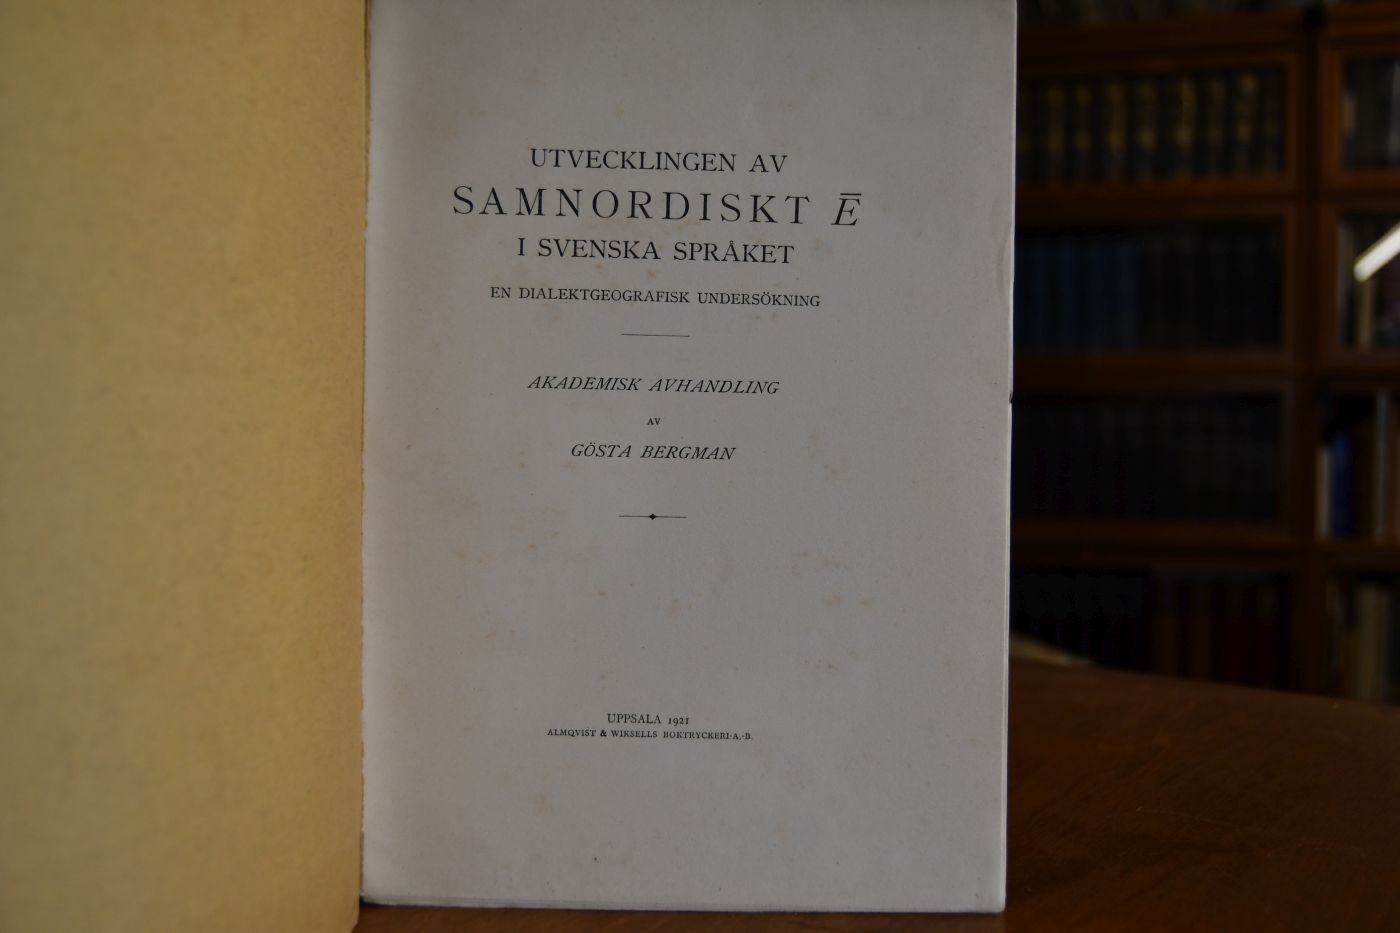 UTVECKLINGEN AV
SAMNORDISKT Ē
I SVENSKA SPRÅKET
EN DIALEKTGEOGRAFISK UNDERSÖKNING
AKADEMISK AVHANDLING
AV
GÖSTA BERGMAN
UPPSALA 1921
ALMQVIST & WIKSELLS BOKTRYCKERI-A.-B.